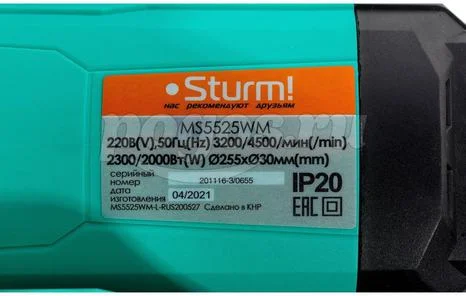 Sturm!
нас рекомендуют друзьям
MS5525WM
220В(V),50Гц(Hz) 3200/4500/мин(/min)
2300/2000Вт(W) Ø255xØ30мм(mm)
серийный
номер 201116-3/0655
дата
изготовления 04/2021
IP20
EAC
MS5525WM-L-RUS200527 Сделано в КНР